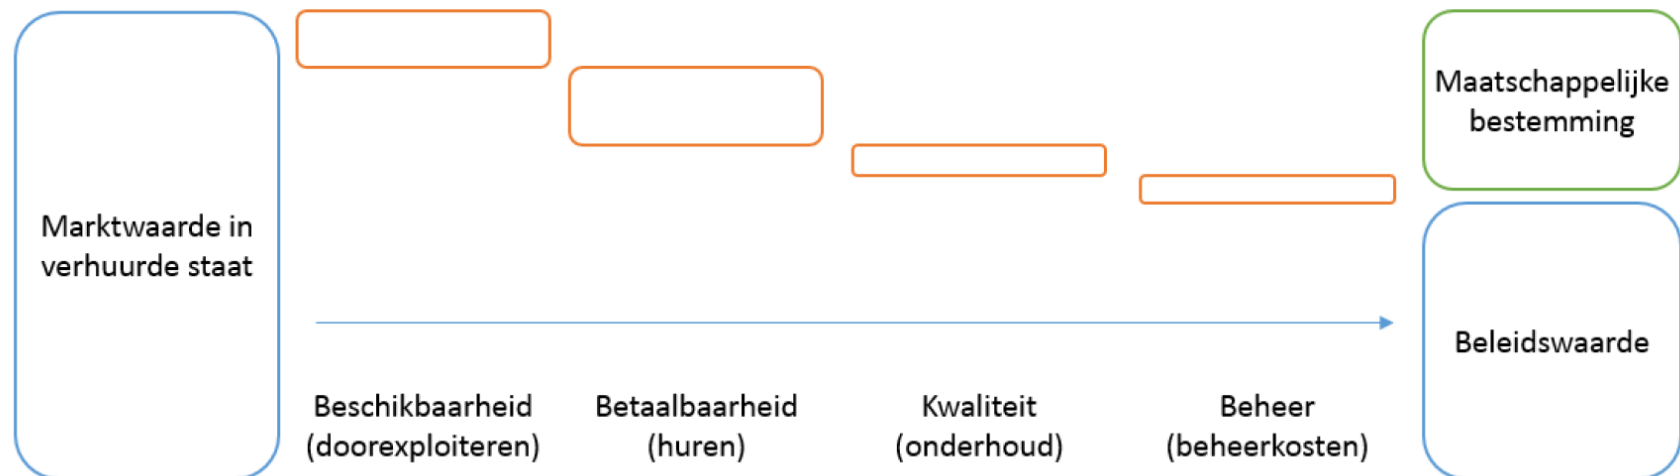 Marktwaarde in
verhuurde staat
Beschikbaarheid
(doorexploiteren)
Betaalbaarheid
(huren)
Kwaliteit
(onderhoud)
Beheer
(beheerkosten)
Maatschappelijke
bestemming
Beleidswaarde